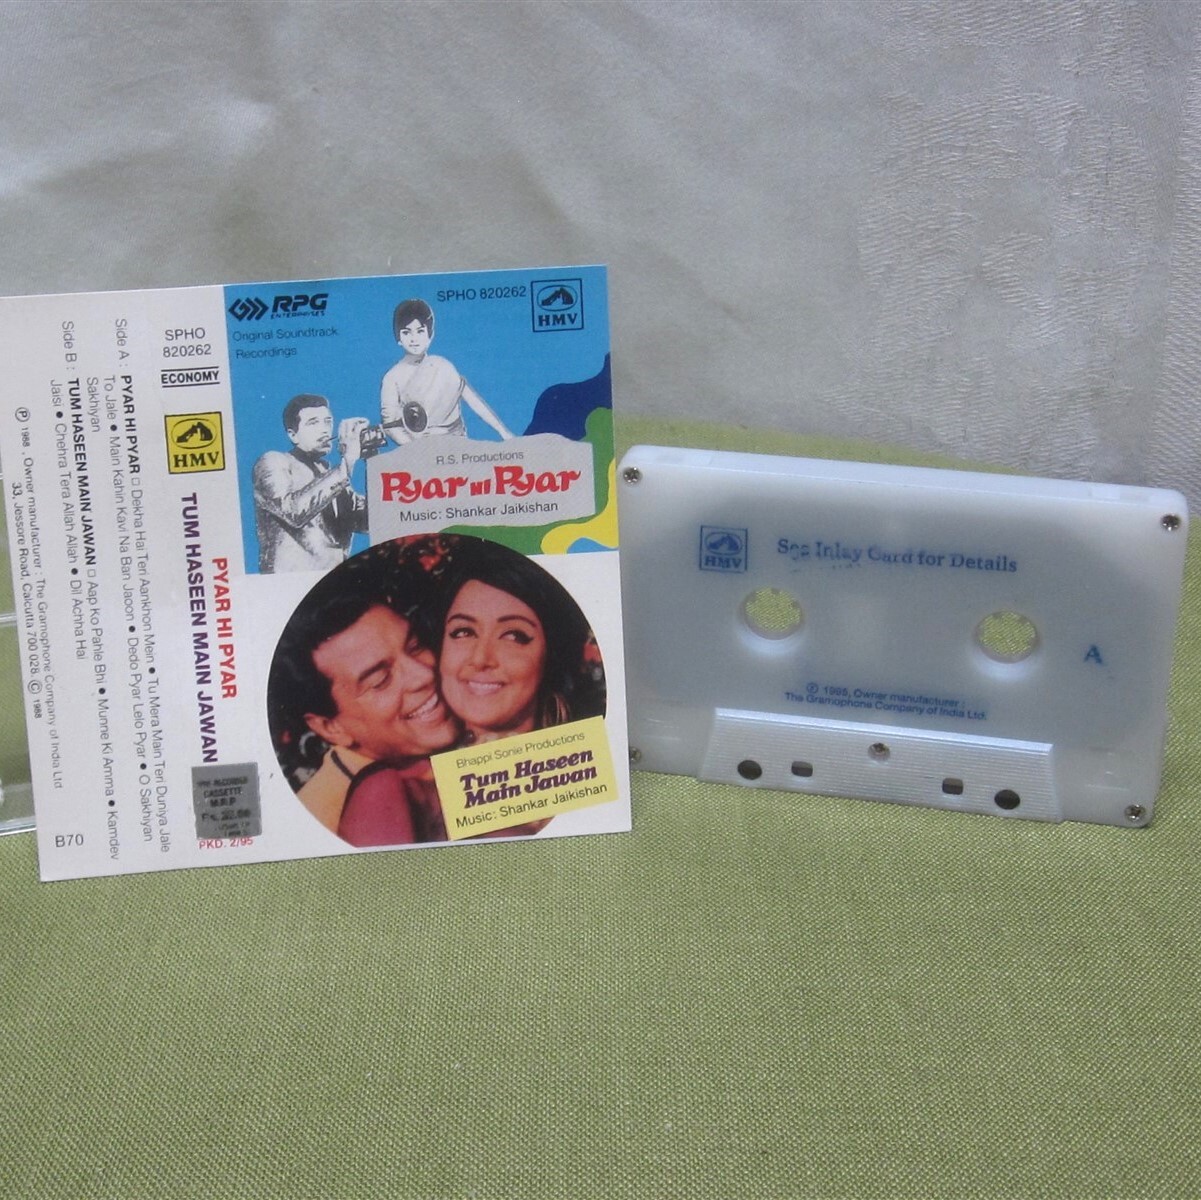 Side A : PYAR HI PYAR □ Dekha Hai Teri Aankhon Mein • Tu Mera Main Teri Duniya Jale
To Jale • Main Kahin Kavi Na Ban Jaoon • Dedo Pyar Lelo Pyar • O Sakhiyan
Sakhiyan
Side B : TUM HASEEN MAIN JAWAN □ Aap Ko Pahle Bhi • Munne Ki Amma • Kamdev
Jaisi • Chehra Tera Allah Allah • Dil Achha Hai
Ⓟ 1988, Owner manufacturer : The Gramophone Company of India Ltd
33, Jessore Road, Calcutta 700 028. Ⓒ 1988
B70
SPHO
820262
ECONOMY
HMV
PYAR HI PYAR
TUM HASEEN MAIN JAWAN
CASSETTE
M.R.P
PKD. 2/95
RPG
ENTERPRISES
Original Soundtrack
Recordings
SPHO 820262
HMV
R.S. Productions
Pyar HI Pyar
Music: Shankar Jaikishan
Bhappi Sonie Productions
Tum Haseen
Main Jawan
Music: Shankar Jaikishan
HMV
See Inlay Card for Details
A
Ⓟ 1988, Owner manufacturer :
The Gramophone Company of India Ltd.